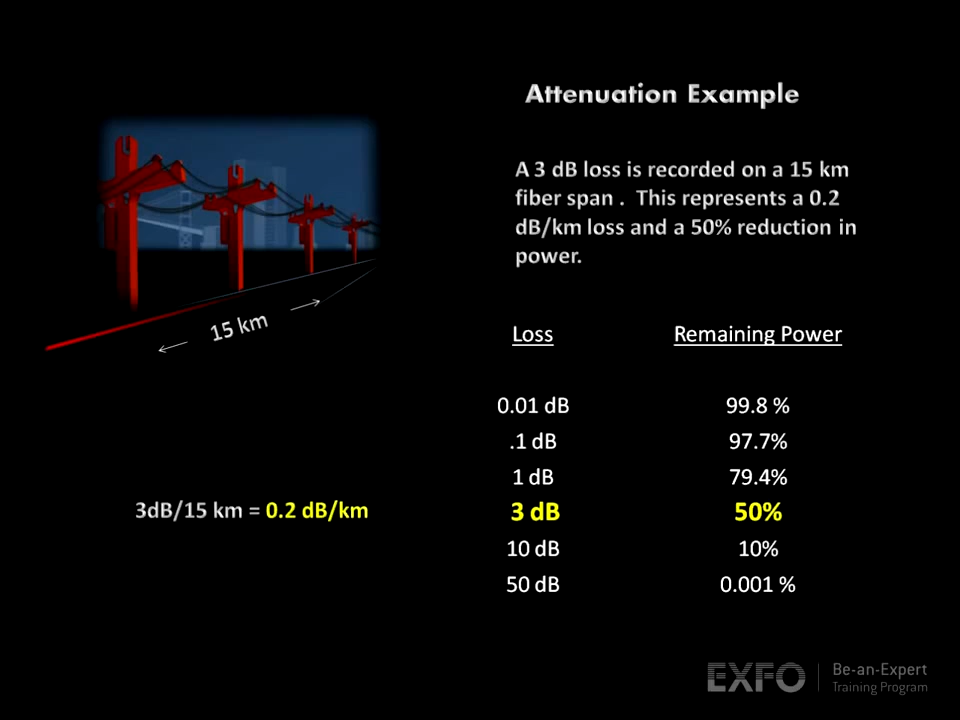 Attenuation Example
A 3 dB loss is recorded on a 15 km
fiber span .  This represents a 0.2
dB/km loss and a 50% reduction in
power.
15 km
Loss Remaining Power
0.01 dB 99.8 %
.1 dB 97.7%
1 dB 79.4%
3dB/15 km = 0.2 dB/km
3 dB 50%
10 dB 10%
50 dB 0.001 %
EXFO Be-an-Expert
Training Program